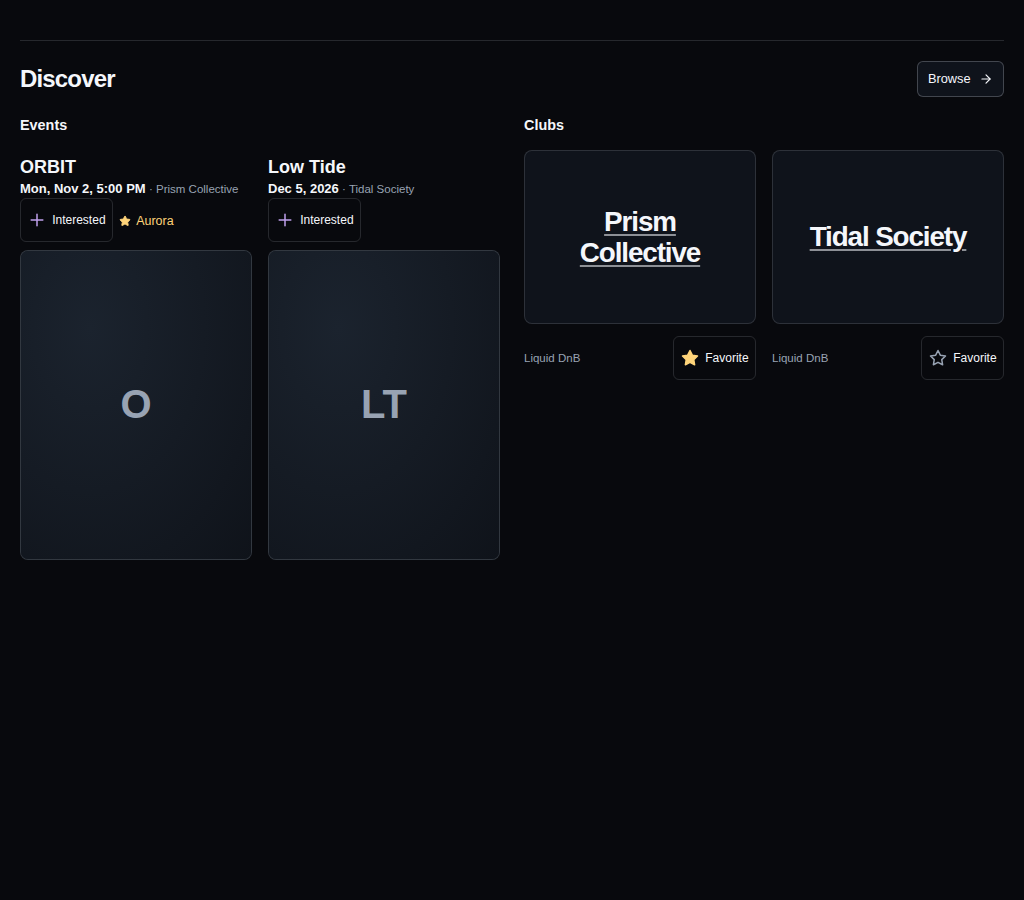 Discover
Browse
Events
ORBIT
Mon, Nov 2, 5:00 PM · Prism Collective
Interested
Aurora
O
Low Tide
Dec 5, 2026 · Tidal Society
Interested
LT
Clubs
Prism
Collective
Liquid DnB
Favorite
Tidal Society
Liquid DnB
Favorite